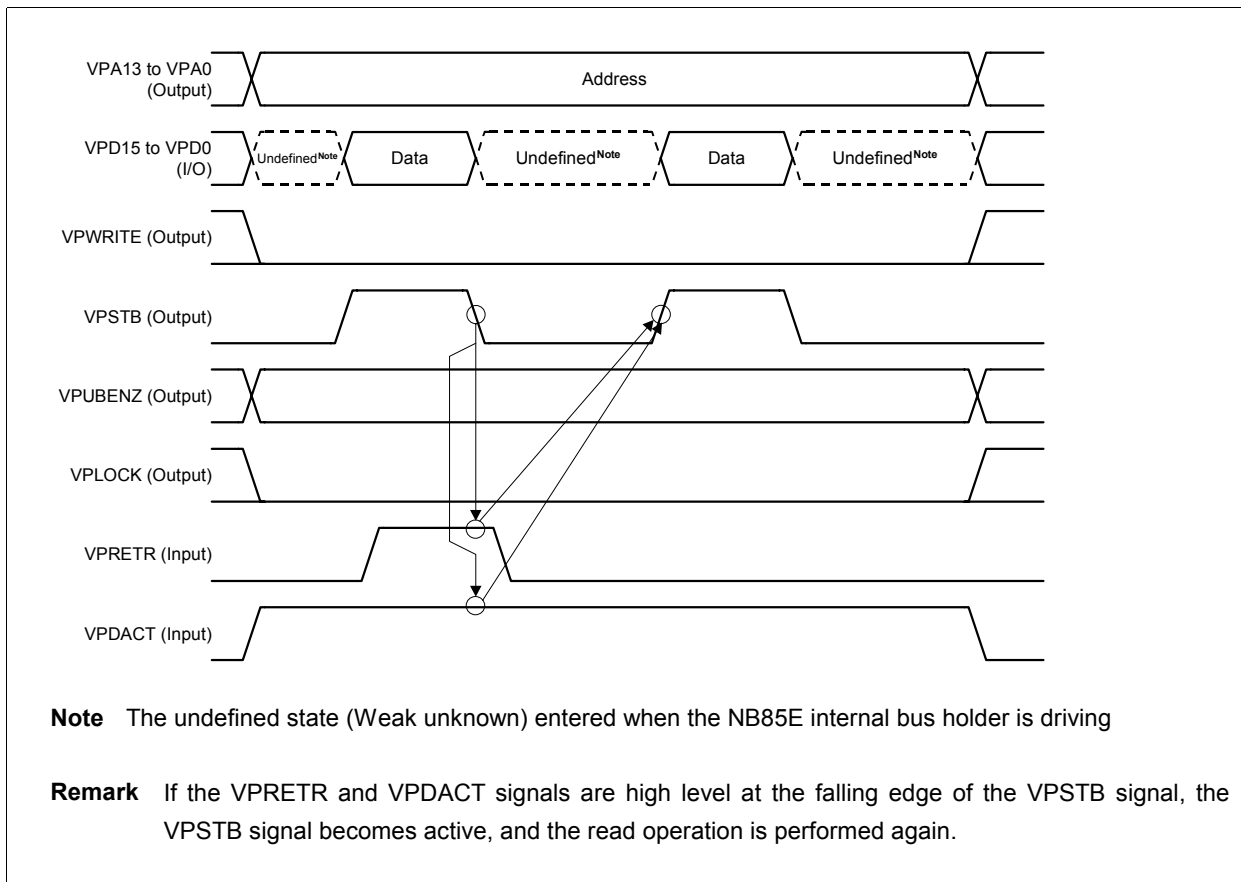 VPA13 to VPA0
(Output)
Address
VPD15 to VPD0
(I/O)
UndefinedNote
Data
UndefinedNote
Data
UndefinedNote
VPWRITE (Output)
VPSTB (Output)
VPUBENZ (Output)
VPLOCK (Output)
VPRETR (Input)
VPDACT (Input)
Note The undefined state (Weak unknown) entered when the NB85E internal bus holder is driving
Remark If the VPRETR and VPDACT signals are high level at the falling edge of the VPSTB signal, the
VPSTB signal becomes active, and the read operation is performed again.